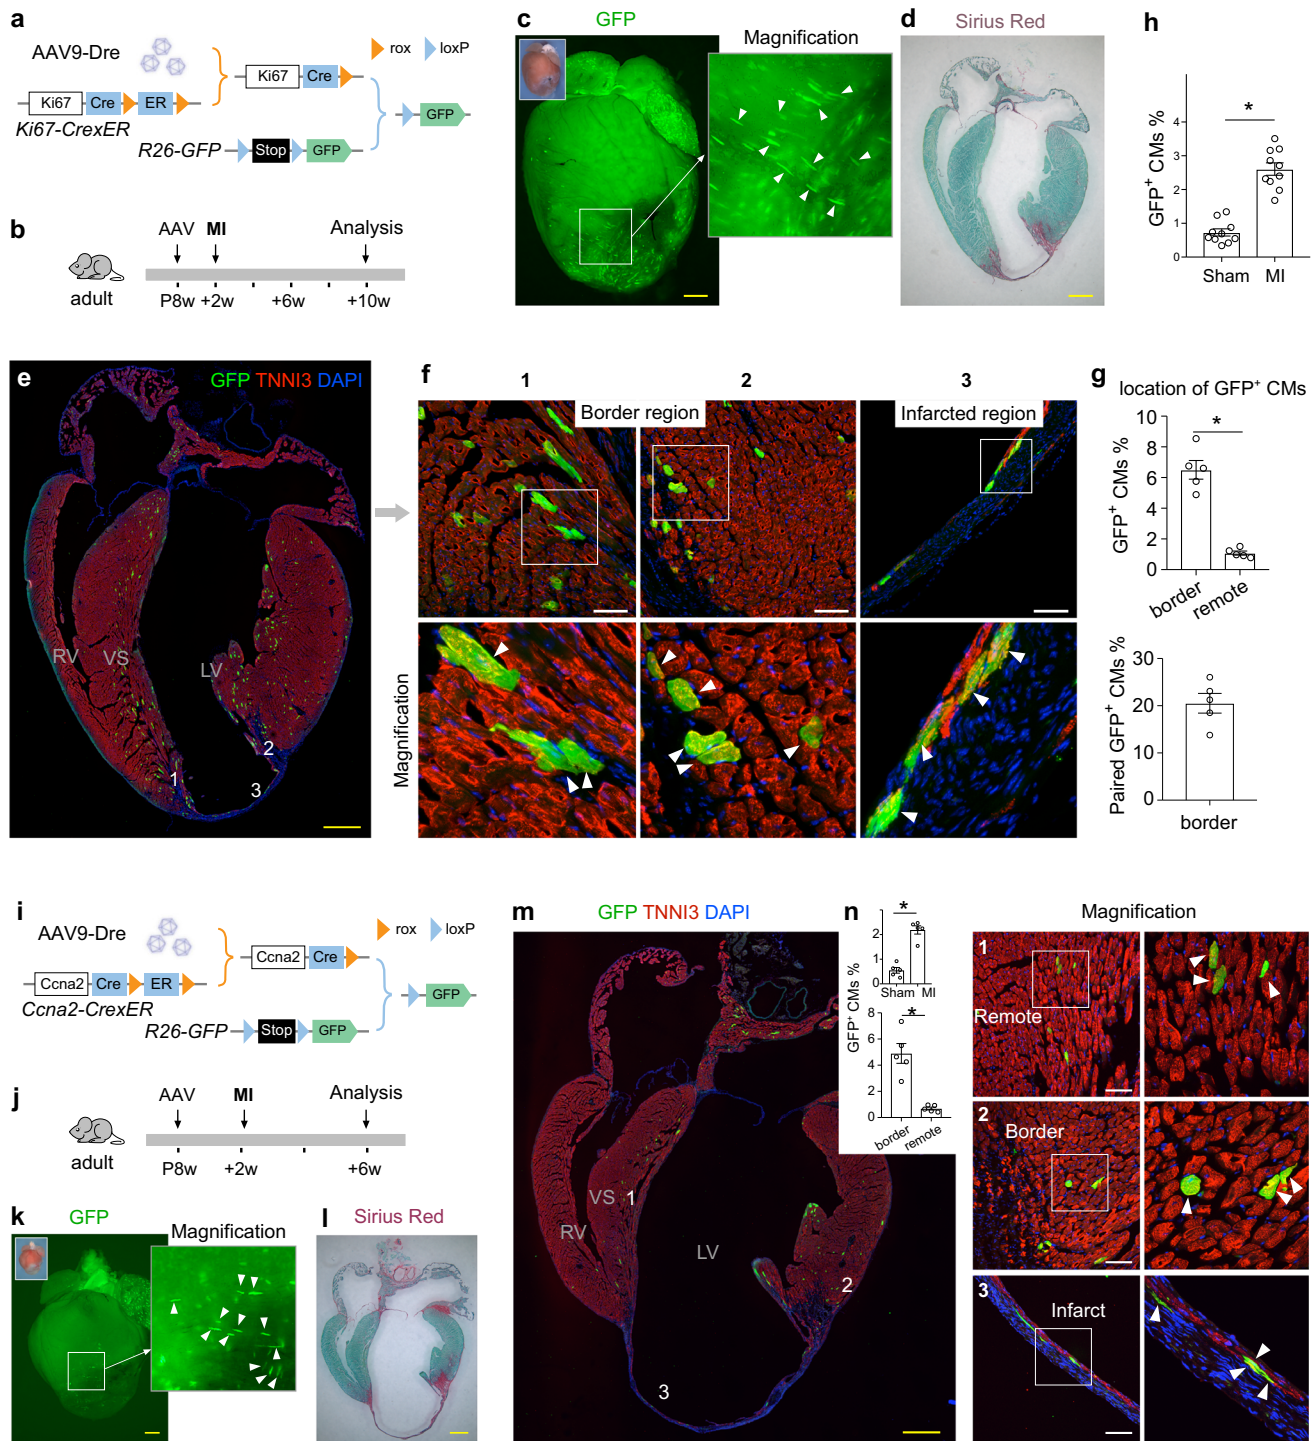 a
AAV9-Dre
rox
loxP
Ki67
Cre
Ki67
Cre
ER
Ki67-CrexER
GFP
R26-GFP
Stop
GFP
b
AAV
MI
Analysis
adult
P8w
+2w
+6w
+10w
c
GFP
Magnification
d
Sirius Red
h
GFP+ CMs %
4
3
2
1
0
*
Sham
MI
e
GFP TNNI3 DAPI
RV
VS
LV
1
2
3
f
1
2
3
Border region
Infarcted region
Magnification
g
location of GFP+ CMs
GFP+ CMs %
10
8
6
4
2
0
*
border
remote
Paired GFP+ CMs %
30
20
10
0
border
i
AAV9-Dre
rox
loxP
Ccna2
Cre
Ccna2
Cre
ER
Ccna2-CrexER
GFP
R26-GFP
Stop
GFP
j
AAV
MI
Analysis
adult
P8w
+2w
+6w
k
GFP
Magnification
l
Sirius Red
m
GFP TNNI3 DAPI
VS
1
RV
LV
2
3
n
GFP+ CMs %
*
2
1
0
Sham
MI
*
8
6
4
2
0
border
remote
Magnification
1
Remote
2
Border
3
Infarct